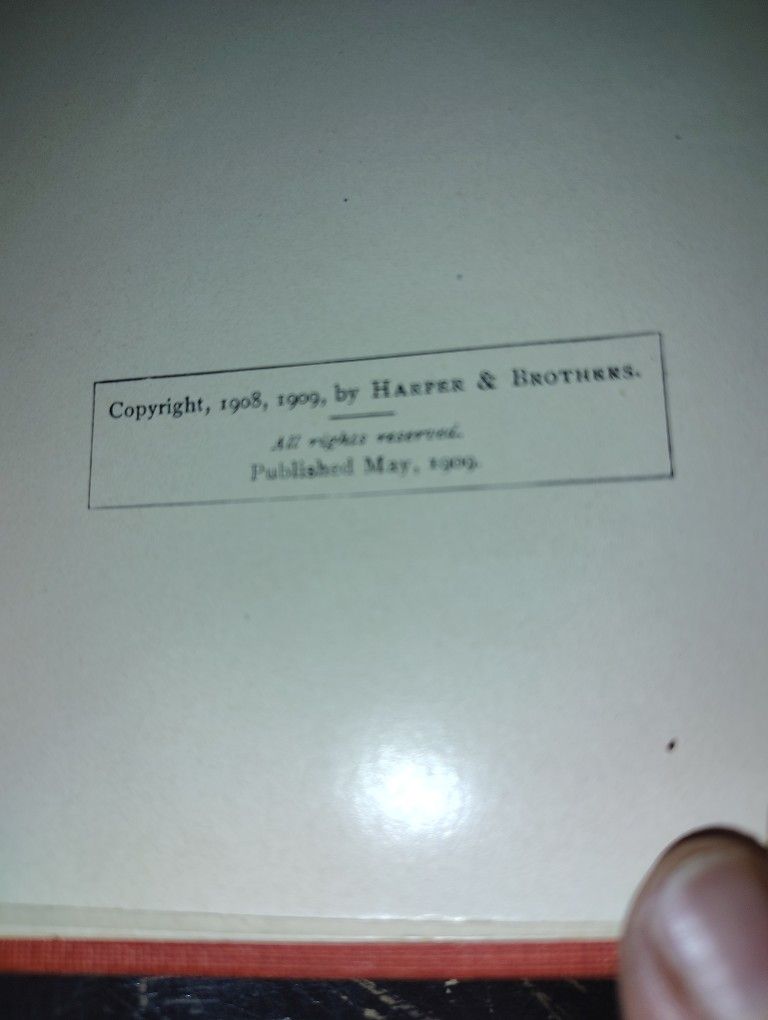 Copyright, 1908, 1909, by HARPER & BROTHERS.
All rights reserved.
Published May, 1909.